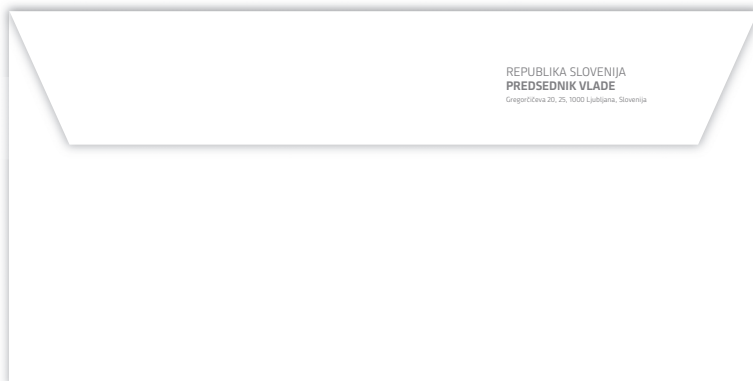 REPUBLIKA SLOVENIJA
PREDSEDNIK VLADE
Gregorčičeva 20, 25, 1000 Ljubljana, Slovenija